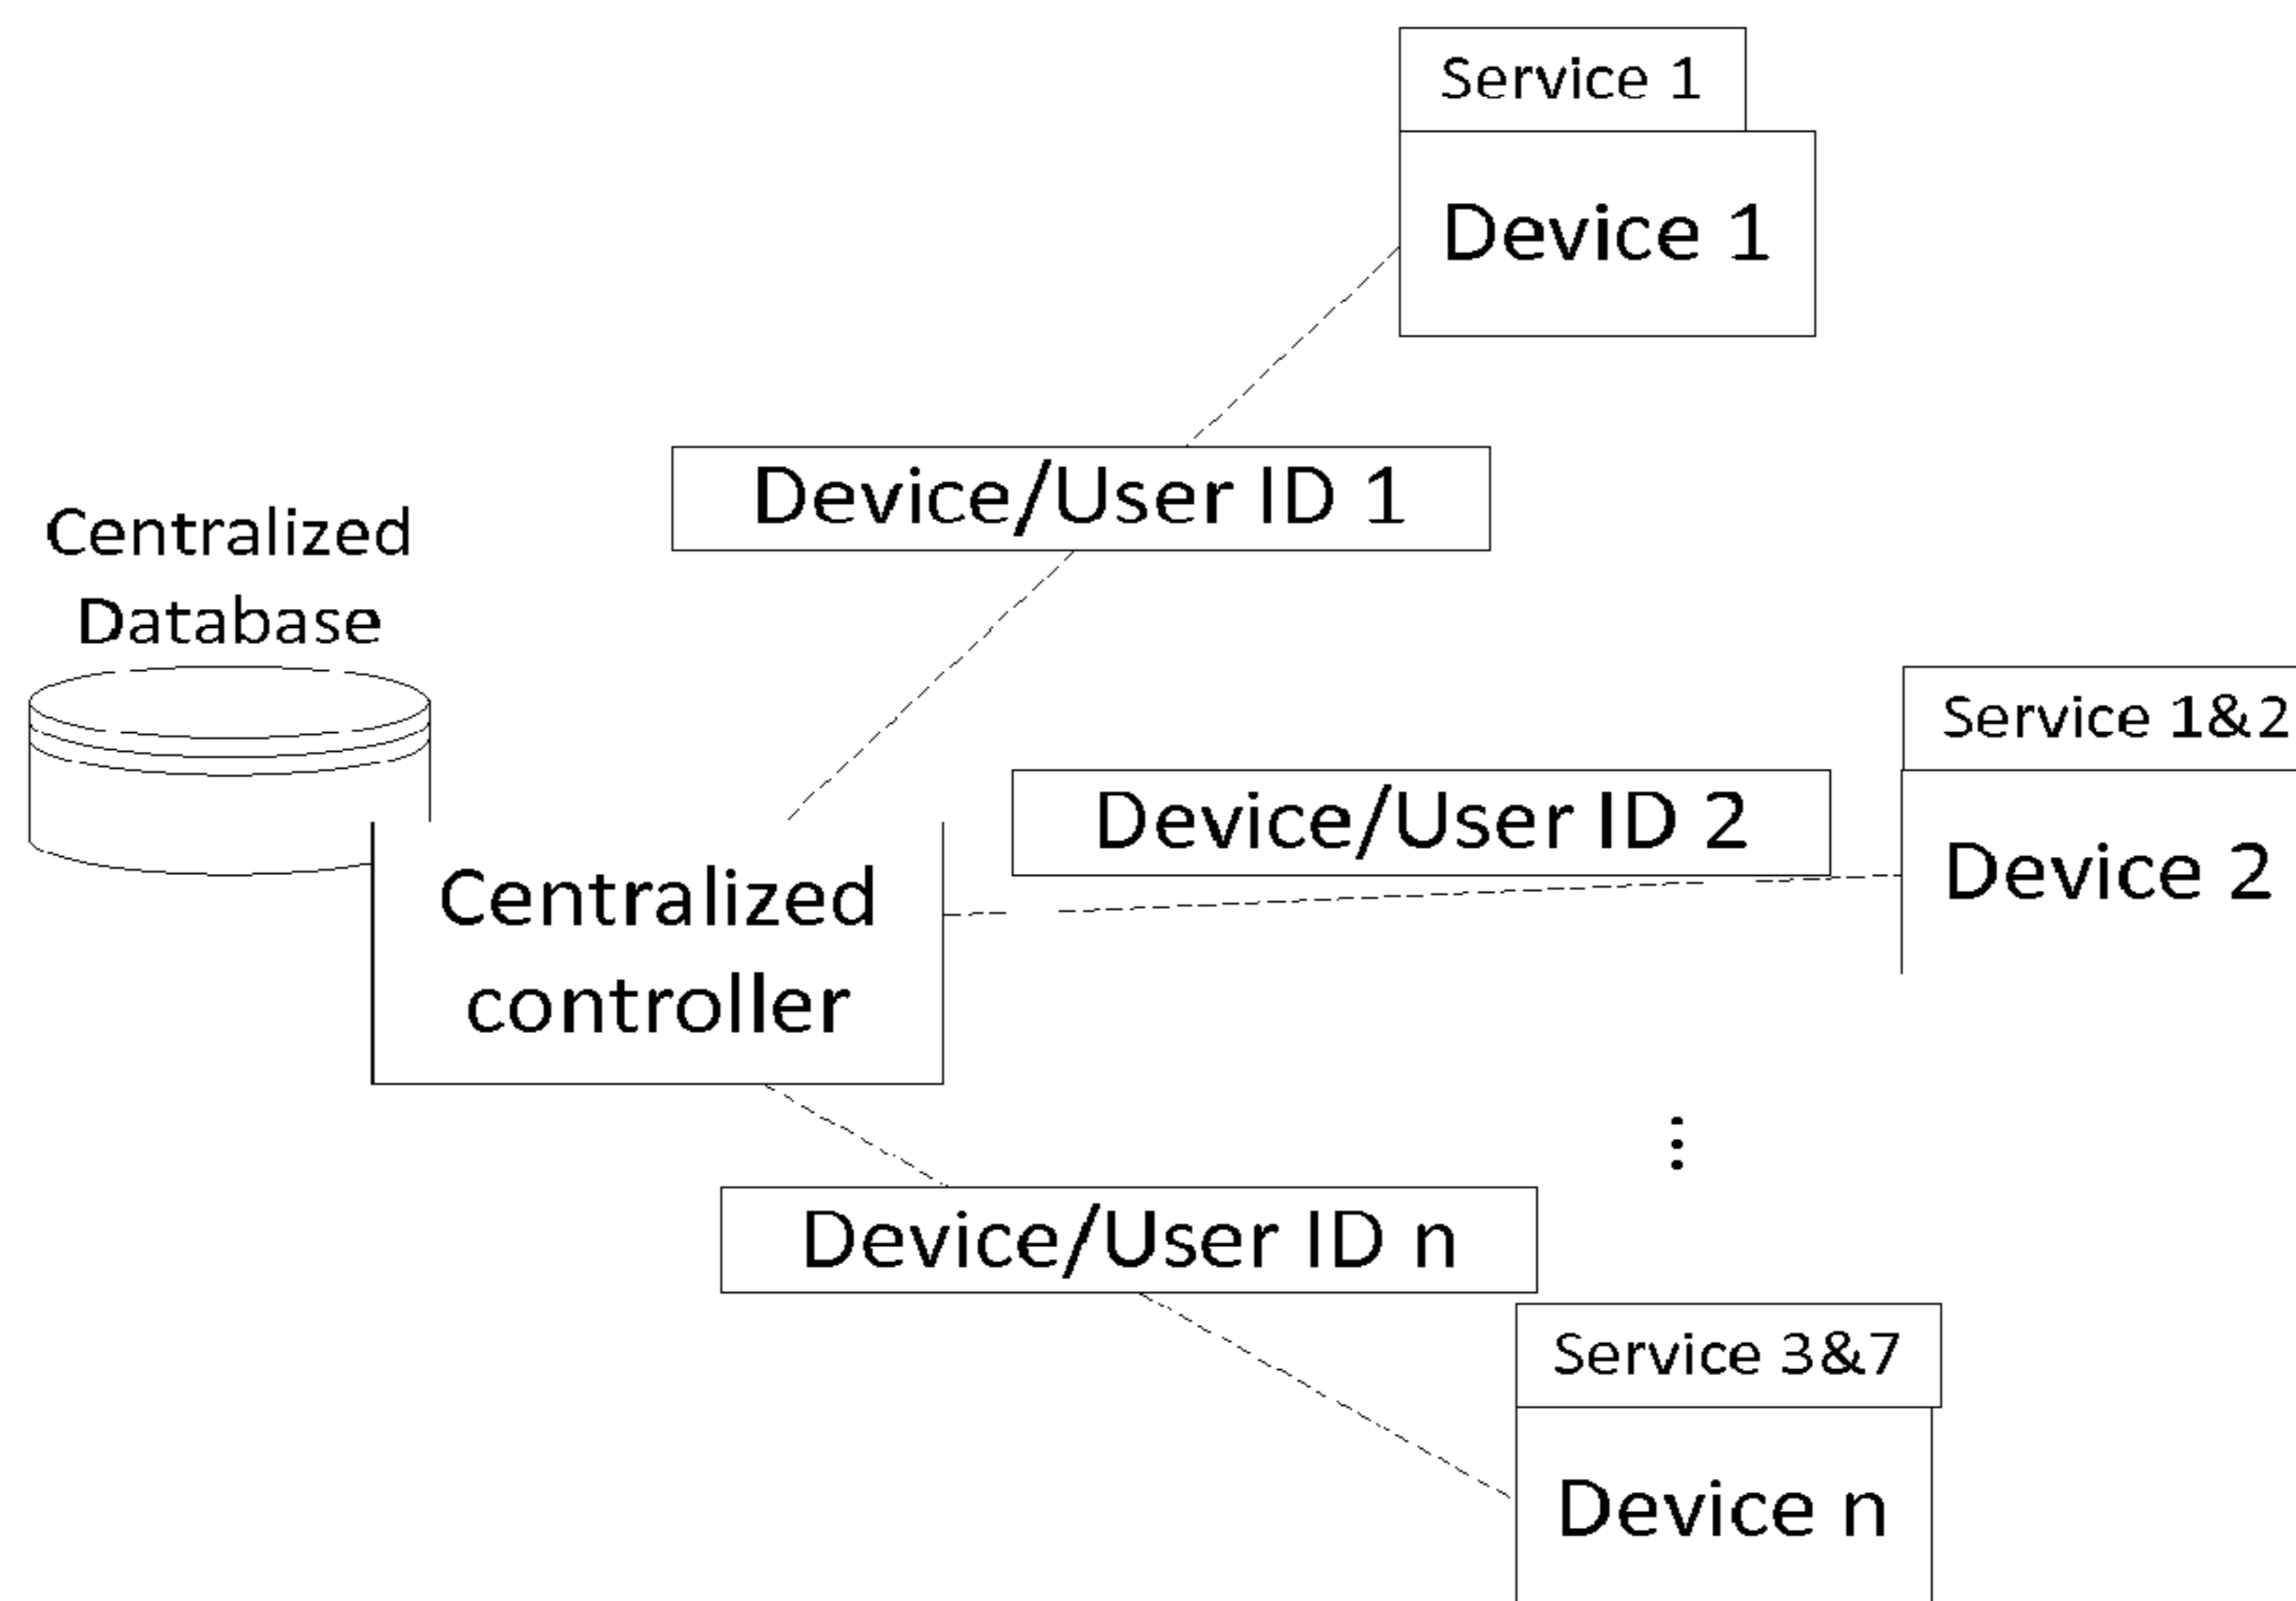 Service 1
Device 1
Device/User ID 1
Centralized
Database
Service 1&2
Device/User ID 2
Device 2
Centralized
controller
⋮
Device/User ID n
Service 3&7
Device n